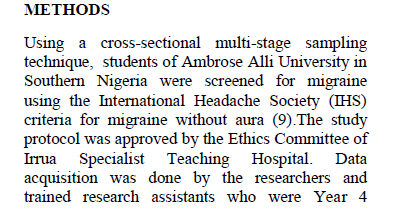 METHODS
Using a cross-sectional multi-stage sampling
technique, students of Ambrose Alli University in
Southern Nigeria were screened for migraine
using the International Headache Society (IHS)
criteria for migraine without aura (9).The study
protocol was approved by the Ethics Committee of
Irrua Specialist Teaching Hospital. Data
acquisition was done by the researchers and
trained research assistants who were Year 4